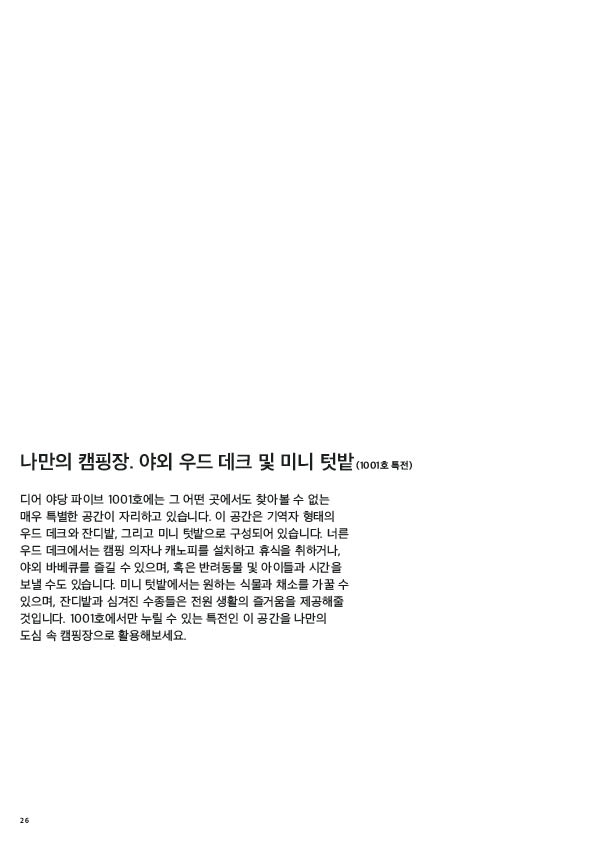 나만의 캠핑장. 야외 우드 데크 및 미니 텃밭 (1001호 특전)
디어 야당 파이브 1001호에는 그 어떤 곳에서도 찾아볼 수 없는
매우 특별한 공간이 자리하고 있습니다. 이 공간은 기역자 형태의
우드 데크와 잔디밭, 그리고 미니 텃밭으로 구성되어 있습니다. 너른
우드 데크에서는 캠핑 의자나 캐노피를 설치하고 휴식을 취하거나,
야외 바베큐를 즐길 수 있으며, 혹은 반려동물 및 아이들과 시간을
보낼 수도 있습니다. 미니 텃밭에서는 원하는 식물과 채소를 가꿀 수
있으며, 잔디밭과 심겨진 수종들은 전원 생활의 즐거움을 제공해줄
것입니다. 1001호에서만 누릴 수 있는 특전인 이 공간을 나만의
도심 속 캠핑장으로 활용해보세요.
26